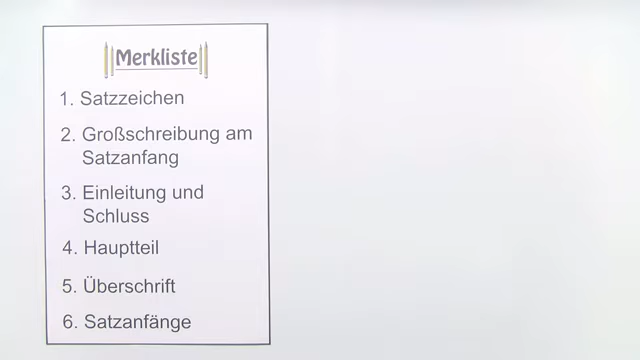 Merkliste
1. Satzzeichen
2. Großschreibung am
Satzanfang
3. Einleitung und
Schluss
4. Hauptteil
5. Überschrift
6. Satzanfänge